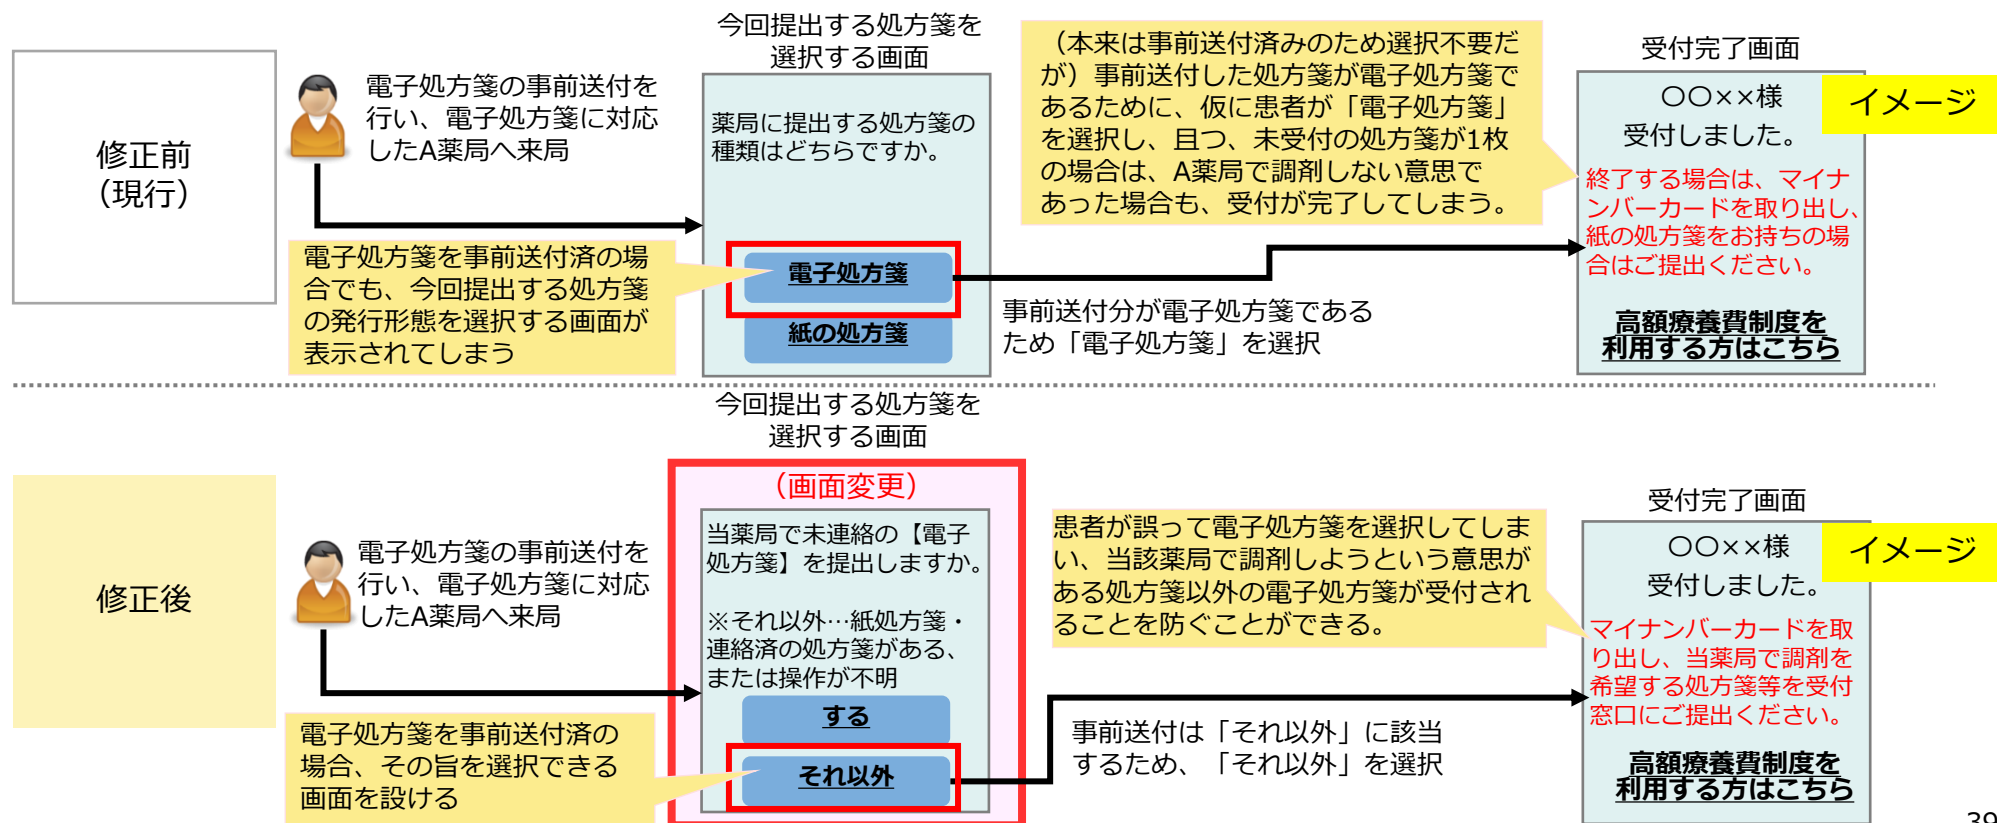 修正前
（現行）
電子処方箋の事前送付を
行い、電子処方箋に対応
したA薬局へ来局
電子処方箋を事前送付済の場
合でも、今回提出する処方箋
の発行形態を選択する画面が
表示されてしまう
今回提出する処方箋を
選択する画面
薬局に提出する処方箋の
種類はどちらですか。
電子処方箋
紙の処方箋
（本来は事前送付済みのため選択不要だ
が）事前送付した処方箋が電子処方箋で
あるために、仮に患者が「電子処方箋」
を選択し、且つ、未受付の処方箋が1枚
の場合は、A薬局で調剤しない意思で
あった場合も、受付が完了してしまう。
事前送付分が電子処方箋である
ため「電子処方箋」を選択
受付完了画面
イメージ
〇〇××様
受付しました。
終了する場合は、マイナ
ンバーカードを取り出し、
紙の処方箋をお持ちの場
合はご提出ください。
高額療養費制度を
利用する方はこちら
修正後
電子処方箋の事前送付を
行い、電子処方箋に対応
したA薬局へ来局
電子処方箋を事前送付済の
場合、その旨を選択できる
画面を設ける
今回提出する処方箋を
選択する画面
（画面変更）
当薬局で未連絡の【電子
処方箋】を提出しますか。
※それ以外…紙処方箋・
連絡済の処方箋がある、
または操作が不明
する
それ以外
患者が誤って電子処方箋を選択してしま
い、当該薬局で調剤しようという意思が
ある処方箋以外の電子処方箋が受付され
ることを防ぐことができる。
事前送付は「それ以外」に該当
するため、「それ以外」を選択
受付完了画面
イメージ
〇〇××様
受付しました。
マイナンバーカードを取
り出し、当薬局で調剤を
希望する処方箋等を受付
窓口にご提出ください。
高額療養費制度を
利用する方はこちら
39